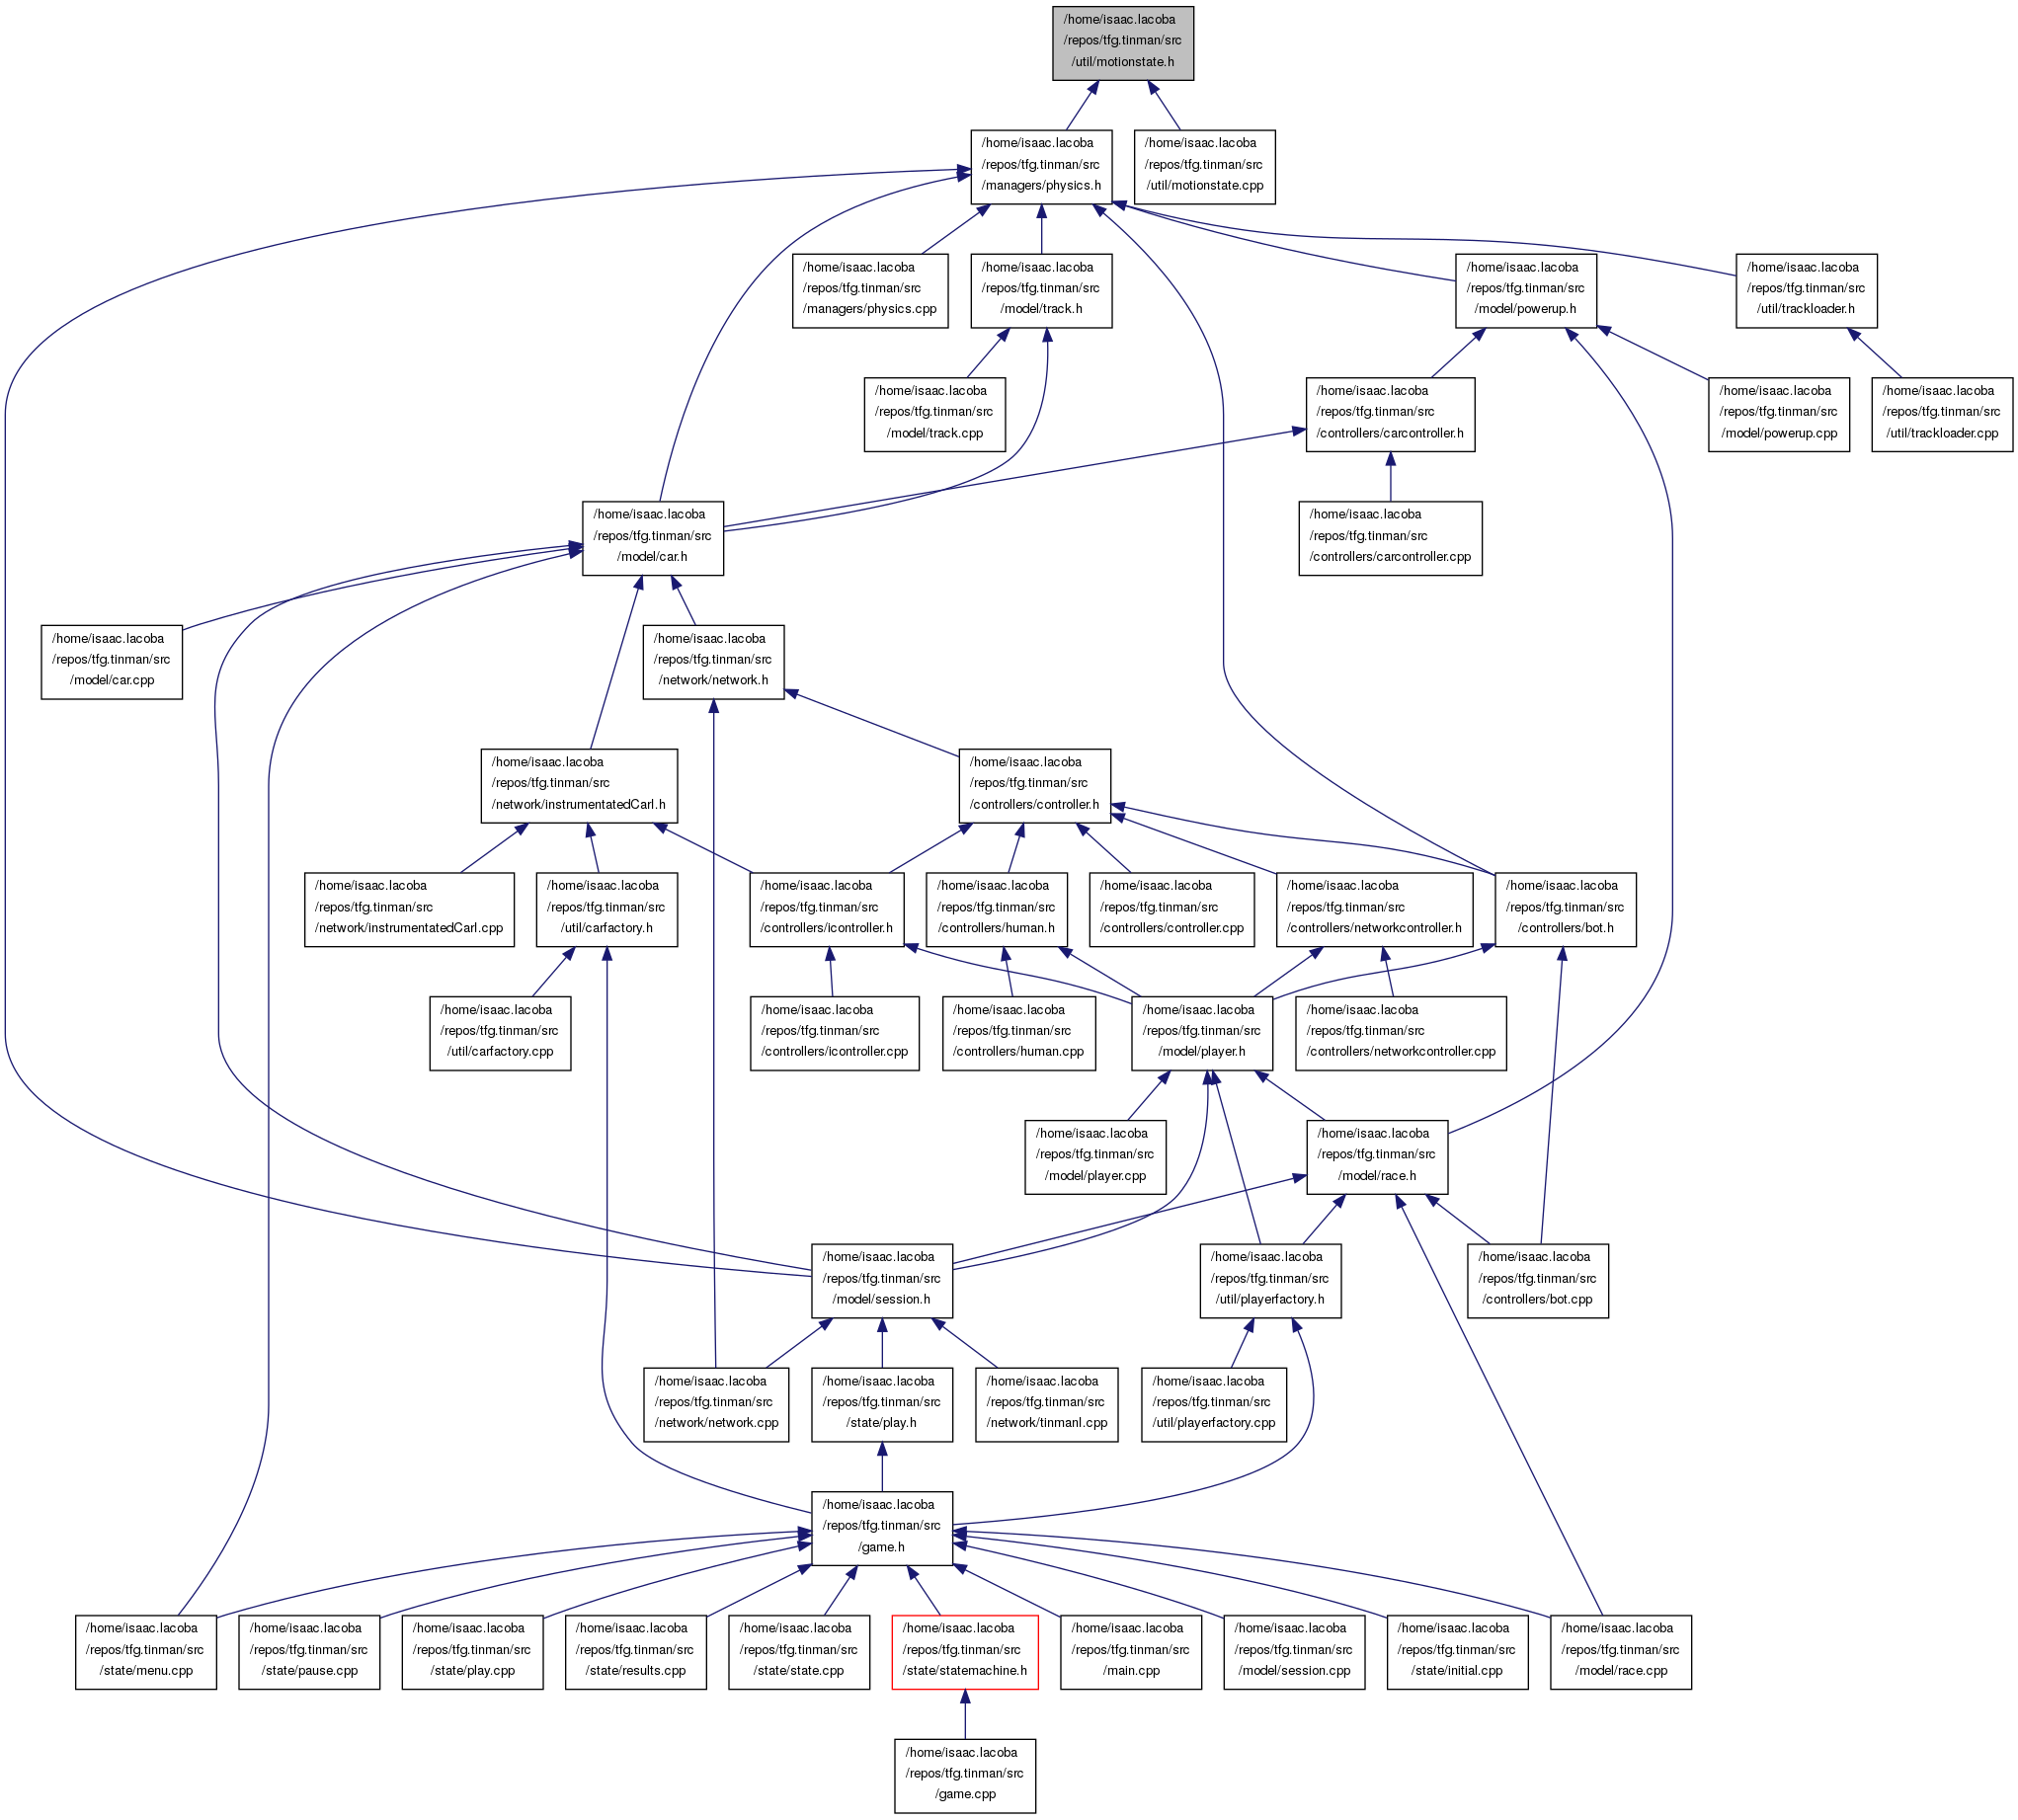 /home/isaac.lacoba
/repos/tfg.tinman/src
/util/motionstate.h
/home/isaac.lacoba
/repos/tfg.tinman/src
/managers/physics.h
/home/isaac.lacoba
/repos/tfg.tinman/src
/util/motionstate.cpp
/home/isaac.lacoba
/repos/tfg.tinman/src
/managers/physics.cpp
/home/isaac.lacoba
/repos/tfg.tinman/src
/model/track.h
/home/isaac.lacoba
/repos/tfg.tinman/src
/model/powerup.h
/home/isaac.lacoba
/repos/tfg.tinman/src
/util/trackloader.h
/home/isaac.lacoba
/repos/tfg.tinman/src
/model/track.cpp
/home/isaac.lacoba
/repos/tfg.tinman/src
/controllers/carcontroller.h
/home/isaac.lacoba
/repos/tfg.tinman/src
/model/powerup.cpp
/home/isaac.lacoba
/repos/tfg.tinman/src
/util/trackloader.cpp
/home/isaac.lacoba
/repos/tfg.tinman/src
/model/car.h
/home/isaac.lacoba
/repos/tfg.tinman/src
/controllers/carcontroller.cpp
/home/isaac.lacoba
/repos/tfg.tinman/src
/model/car.cpp
/home/isaac.lacoba
/repos/tfg.tinman/src
/network/network.h
/home/isaac.lacoba
/repos/tfg.tinman/src
/network/instrumentatedCarI.h
/home/isaac.lacoba
/repos/tfg.tinman/src
/controllers/controller.h
/home/isaac.lacoba
/repos/tfg.tinman/src
/network/instrumentatedCarI.cpp
/home/isaac.lacoba
/repos/tfg.tinman/src
/util/carfactory.h
/home/isaac.lacoba
/repos/tfg.tinman/src
/controllers/icontroller.h
/home/isaac.lacoba
/repos/tfg.tinman/src
/controllers/human.h
/home/isaac.lacoba
/repos/tfg.tinman/src
/controllers/controller.cpp
/home/isaac.lacoba
/repos/tfg.tinman/src
/controllers/networkcontroller.h
/home/isaac.lacoba
/repos/tfg.tinman/src
/controllers/bot.h
/home/isaac.lacoba
/repos/tfg.tinman/src
/util/carfactory.cpp
/home/isaac.lacoba
/repos/tfg.tinman/src
/controllers/icontroller.cpp
/home/isaac.lacoba
/repos/tfg.tinman/src
/controllers/human.cpp
/home/isaac.lacoba
/repos/tfg.tinman/src
/model/player.h
/home/isaac.lacoba
/repos/tfg.tinman/src
/controllers/networkcontroller.cpp
/home/isaac.lacoba
/repos/tfg.tinman/src
/model/player.cpp
/home/isaac.lacoba
/repos/tfg.tinman/src
/model/race.h
/home/isaac.lacoba
/repos/tfg.tinman/src
/model/session.h
/home/isaac.lacoba
/repos/tfg.tinman/src
/util/playerfactory.h
/home/isaac.lacoba
/repos/tfg.tinman/src
/controllers/bot.cpp
/home/isaac.lacoba
/repos/tfg.tinman/src
/network/network.cpp
/home/isaac.lacoba
/repos/tfg.tinman/src
/state/play.h
/home/isaac.lacoba
/repos/tfg.tinman/src
/network/tinmanI.cpp
/home/isaac.lacoba
/repos/tfg.tinman/src
/util/playerfactory.cpp
/home/isaac.lacoba
/repos/tfg.tinman/src
/game.h
/home/isaac.lacoba
/repos/tfg.tinman/src
/state/menu.cpp
/home/isaac.lacoba
/repos/tfg.tinman/src
/state/pause.cpp
/home/isaac.lacoba
/repos/tfg.tinman/src
/state/play.cpp
/home/isaac.lacoba
/repos/tfg.tinman/src
/state/results.cpp
/home/isaac.lacoba
/repos/tfg.tinman/src
/state/state.cpp
/home/isaac.lacoba
/repos/tfg.tinman/src
/state/statemachine.h
/home/isaac.lacoba
/repos/tfg.tinman/src
/main.cpp
/home/isaac.lacoba
/repos/tfg.tinman/src
/model/session.cpp
/home/isaac.lacoba
/repos/tfg.tinman/src
/state/initial.cpp
/home/isaac.lacoba
/repos/tfg.tinman/src
/model/race.cpp
/home/isaac.lacoba
/repos/tfg.tinman/src
/game.cpp